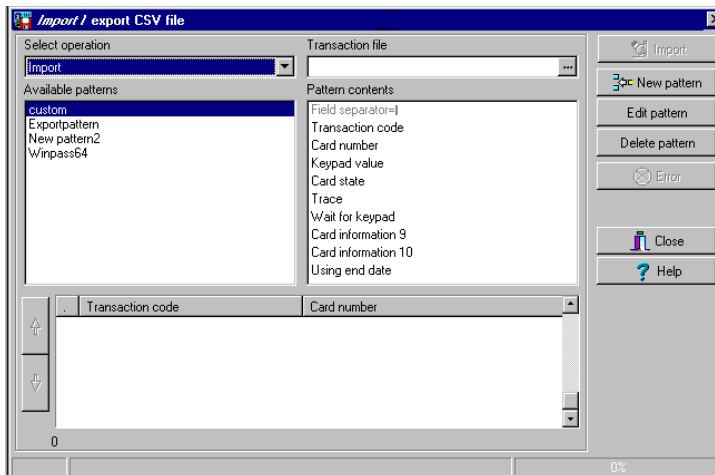 Import / export CSV file
Select operation
Transaction file
Import
Import
...
New pattern
Available patterns
Pattern contents
custom
Exportpattern
New pattern2
Winpass64
Field separator=|
Transaction code
Card number
Keypad value
Card state
Trace
Wait for keypad
Card information 9
Card information 10
Using end date
Edit pattern
Delete pattern
Error
Close
Help
. Transaction code Card number
0
0%